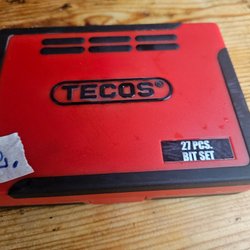 TECOS®
27 PCS.
BIT SET